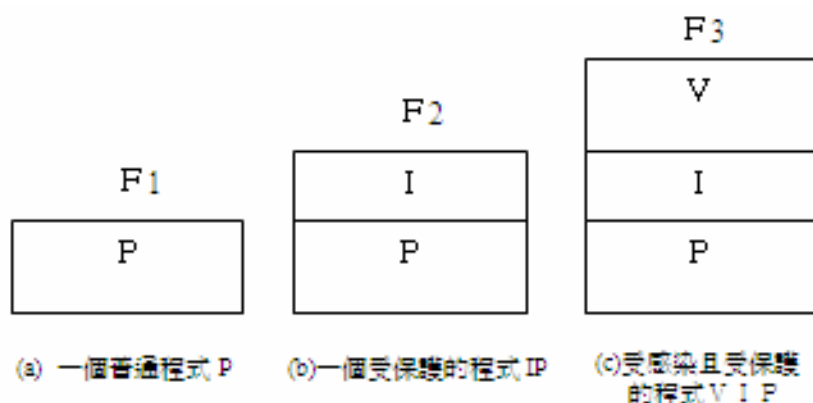 F1
P
(a) 一個普通程式 P
F2
I
P
(b)一個受保護的程式 IP
F3
V
I
P
(c)受感染且受保護
的程式 V I P